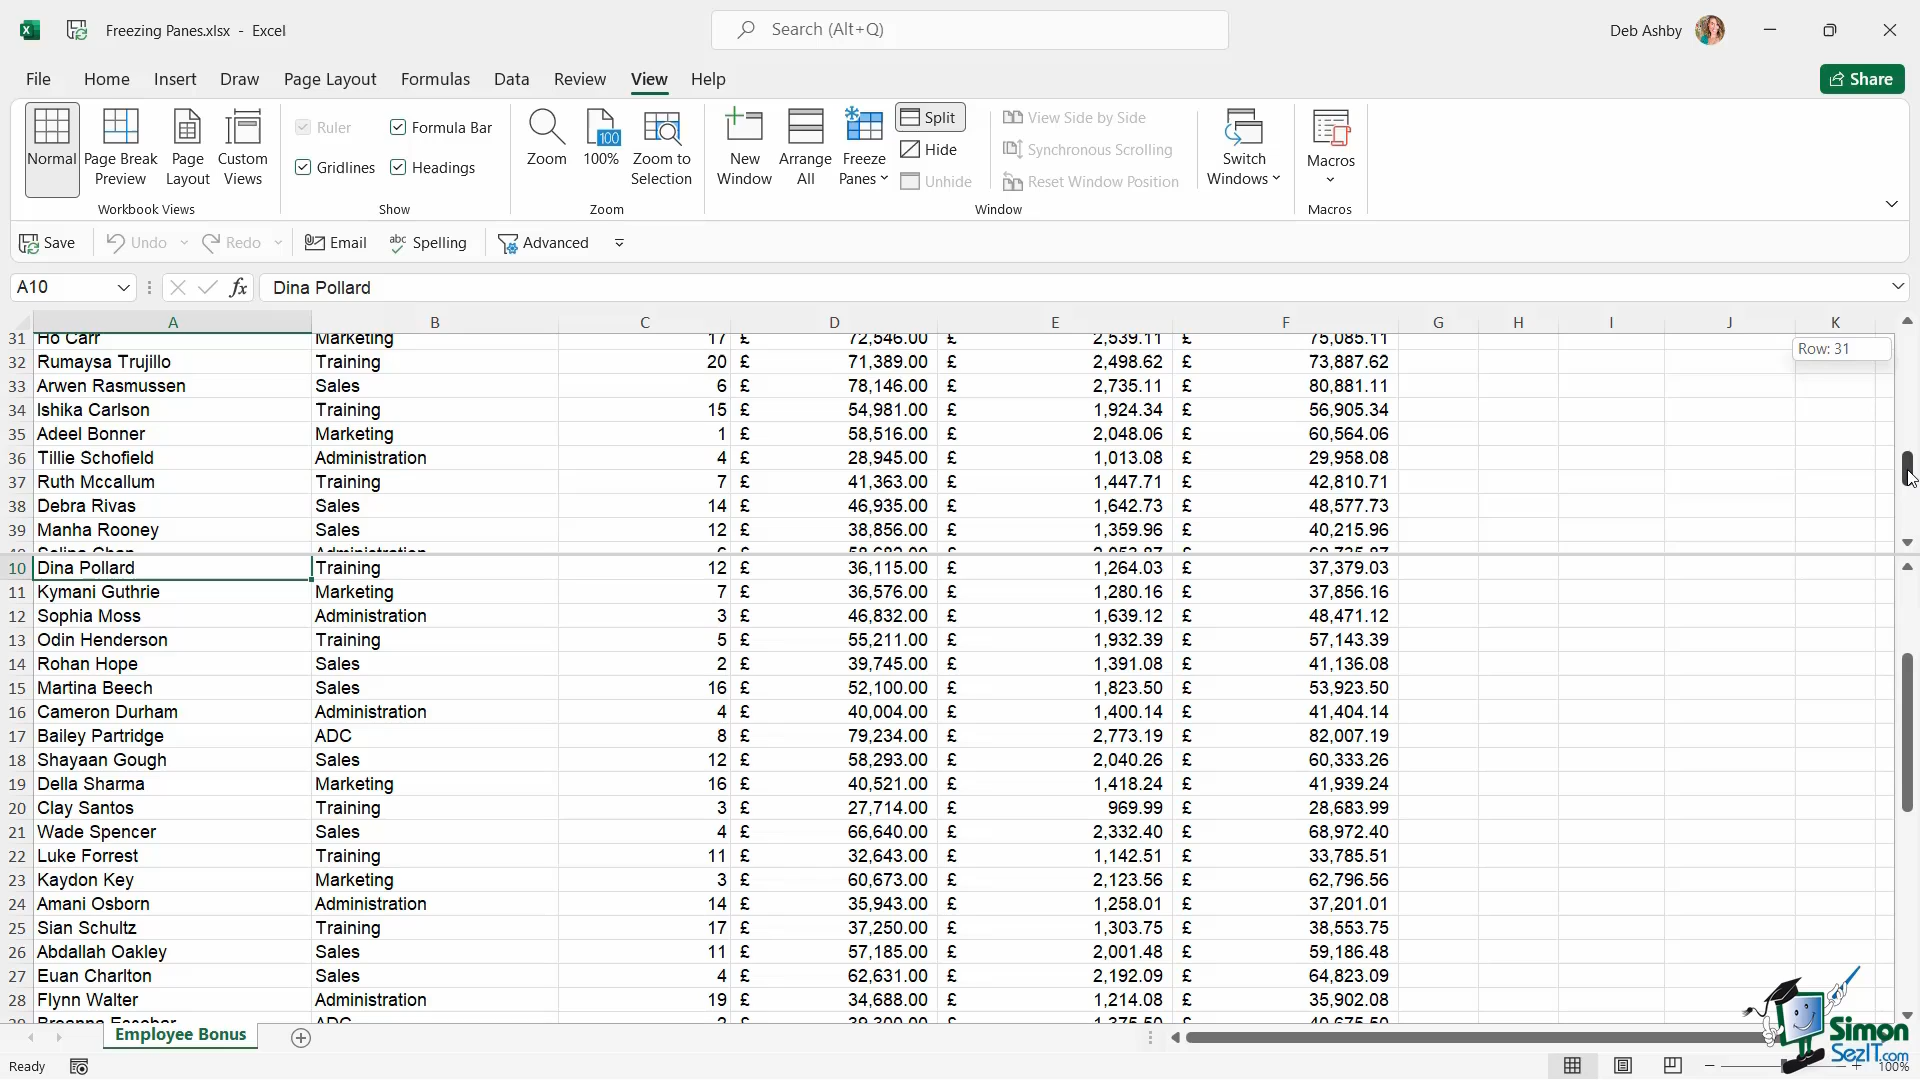 Freezing Panes.xlsx - Excel
Search (Alt+Q)
Deb Ashby
File Home Insert Draw Page Layout Formulas Data Review View Help
Share
Normal
Page Break Preview
Page Layout
Custom Views
Workbook Views
Ruler
Formula Bar
Gridlines
Headings
Show
Zoom
100
100%
Zoom to Selection
Zoom
New Window
Arrange All
Freeze Panes
Split
Hide
Unhide
View Side by Side
Synchronous Scrolling
Reset Window Position
Window
Switch Windows
Macros
Macros
Save Undo Redo Email abc Spelling Advanced
A10 fx Dina Pollard
A B C D E F G H I J K
31 Ho Carr Marketing 17 £ 72,546.00 £ 2,539.11 £ 75,085.11
Row: 31
32 Rumaysa Trujillo Training 20 £ 71,389.00 £ 2,498.62 £ 73,887.62
33 Arwen Rasmussen Sales 6 £ 78,146.00 £ 2,735.11 £ 80,881.11
34 Ishika Carlson Training 15 £ 54,981.00 £ 1,924.34 £ 56,905.34
35 Adeel Bonner Marketing 1 £ 58,516.00 £ 2,048.06 £ 60,564.06
36 Tillie Schofield Administration 4 £ 28,945.00 £ 1,013.08 £ 29,958.08
37 Ruth Mccallum Training 7 £ 41,363.00 £ 1,447.71 £ 42,810.71
38 Debra Rivas Sales 14 £ 46,935.00 £ 1,642.73 £ 48,577.73
39 Manha Rooney Sales 12 £ 38,856.00 £ 1,359.96 £ 40,215.96
10 Dina Pollard Training 12 £ 36,115.00 £ 1,264.03 £ 37,379.03
11 Kymani Guthrie Marketing 7 £ 36,576.00 £ 1,280.16 £ 37,856.16
12 Sophia Moss Administration 3 £ 46,832.00 £ 1,639.12 £ 48,471.12
13 Odin Henderson Training 5 £ 55,211.00 £ 1,932.39 £ 57,143.39
14 Rohan Hope Sales 2 £ 39,745.00 £ 1,391.08 £ 41,136.08
15 Martina Beech Sales 16 £ 52,100.00 £ 1,823.50 £ 53,923.50
16 Cameron Durham Administration 4 £ 40,004.00 £ 1,400.14 £ 41,404.14
17 Bailey Partridge ADC 8 £ 79,234.00 £ 2,773.19 £ 82,007.19
18 Shayaan Gough Sales 12 £ 58,293.00 £ 2,040.26 £ 60,333.26
19 Della Sharma Marketing 16 £ 40,521.00 £ 1,418.24 £ 41,939.24
20 Clay Santos Training 3 £ 27,714.00 £ 969.99 £ 28,683.99
21 Wade Spencer Sales 4 £ 66,640.00 £ 2,332.40 £ 68,972.40
22 Luke Forrest Training 11 £ 32,643.00 £ 1,142.51 £ 33,785.51
23 Kaydon Key Marketing 3 £ 60,673.00 £ 2,123.56 £ 62,796.56
24 Amani Osborn Administration 14 £ 35,943.00 £ 1,258.01 £ 37,201.01
25 Sian Schultz Training 17 £ 37,250.00 £ 1,303.75 £ 38,553.75
26 Abdallah Oakley Sales 11 £ 57,185.00 £ 2,001.48 £ 59,186.48
27 Euan Charlton Sales 4 £ 62,631.00 £ 2,192.09 £ 64,823.09
28 Flynn Walter Administration 19 £ 34,688.00 £ 1,214.08 £ 35,902.08
Employee Bonus
Simon
SezIT.com
Ready
100%